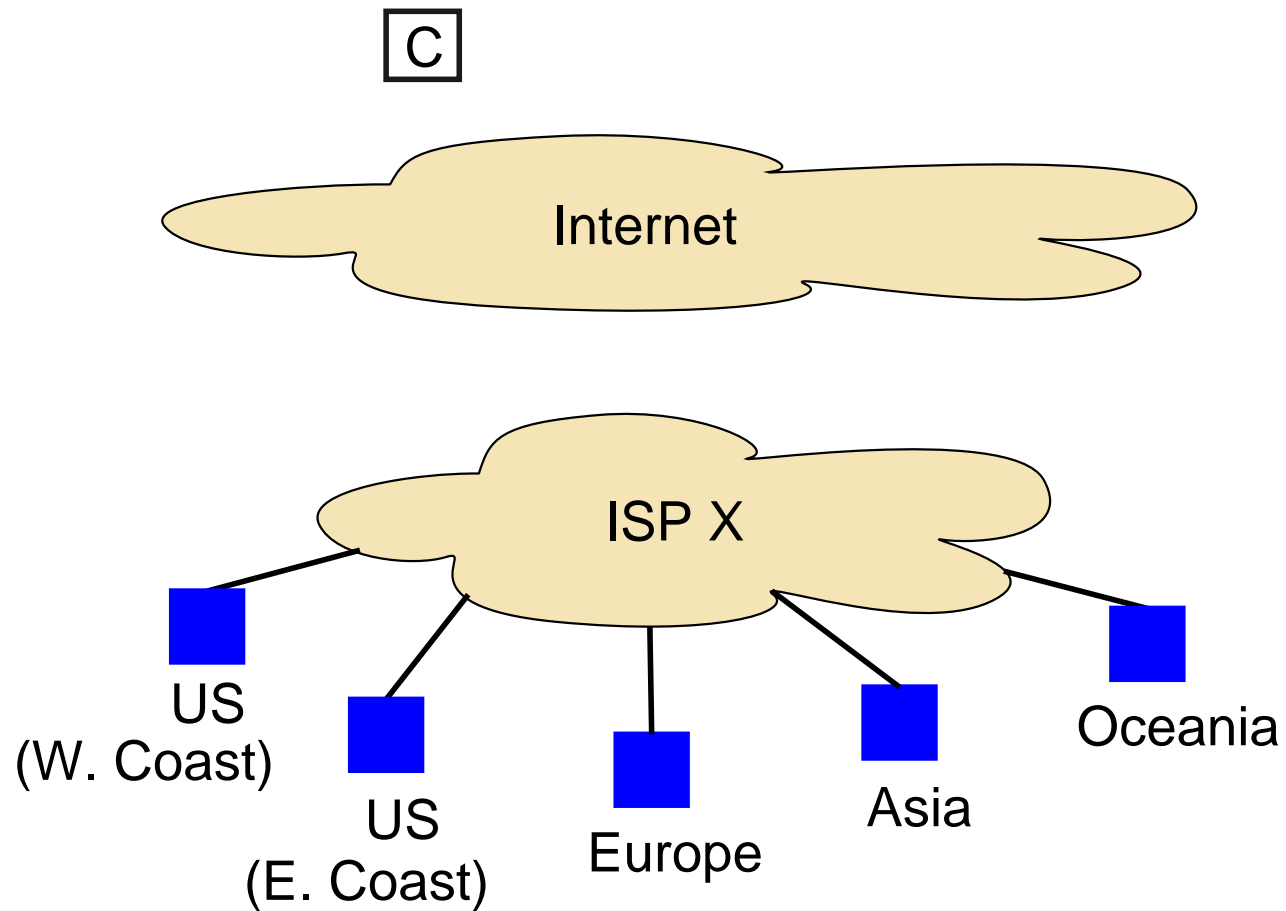 C
Internet
ISP X
US
(W. Coast)
US
(E. Coast)
Europe
Asia
Oceania